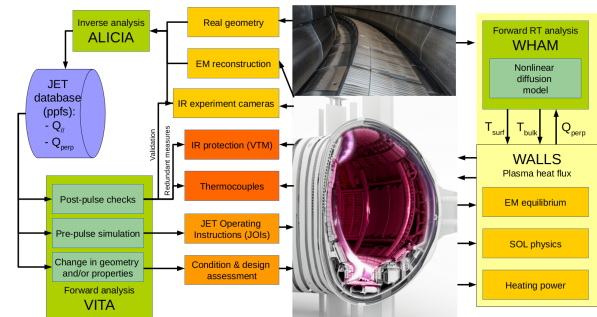 Inverse analysis
ALICIA
JET
database
(ppfs):
- Q//
- Qperp
Real geometry
EM reconstruction
IR experiment cameras
Validation
Redundant measures
IR protection (VTM)
Thermocouples
JET Operating
Instructions (JOIs)
Condition & design
assessment
Post-pulse checks
Pre-pulse simulation
Change in geometry
and/or properties
Forward analysis
VITA
Forward RT analysis
WHAM
Nonlinear
diffusion
model
Tsurf Tbulk Qperp
WALLS
Plasma heat flux
EM equilibrium
SOL physics
Heating power